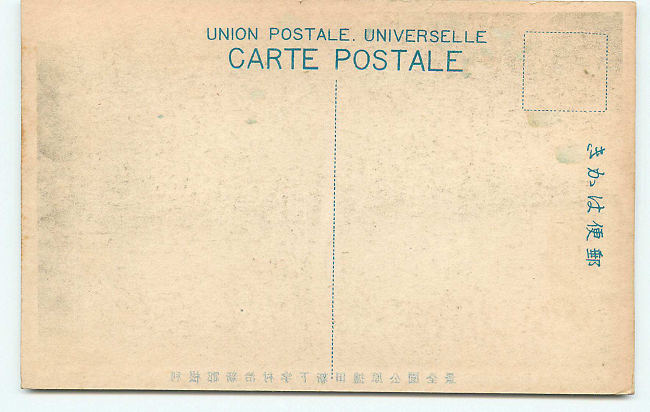 UNION POSTALE. UNIVERSELLE
CARTE POSTALE
郵便はかき